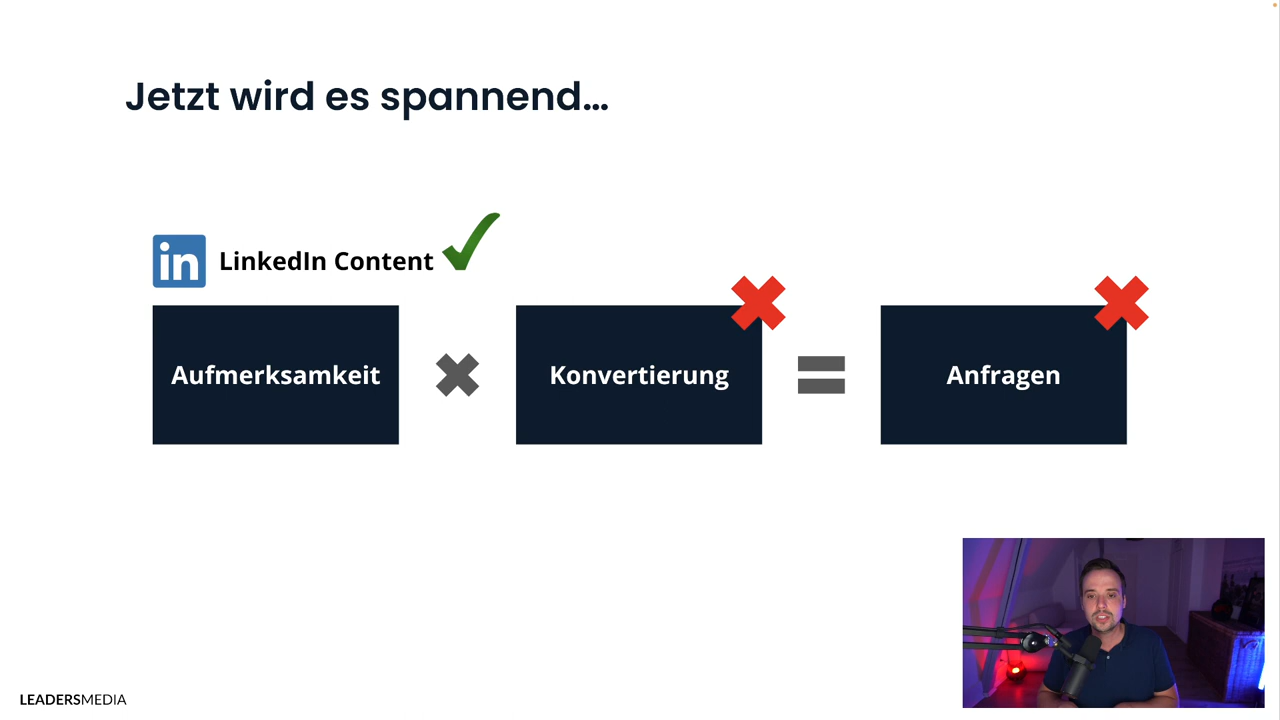 Jetzt wird es spannend...
in LinkedIn Content
Aufmerksamkeit
Konvertierung
Anfragen
LEADERSMEDIA